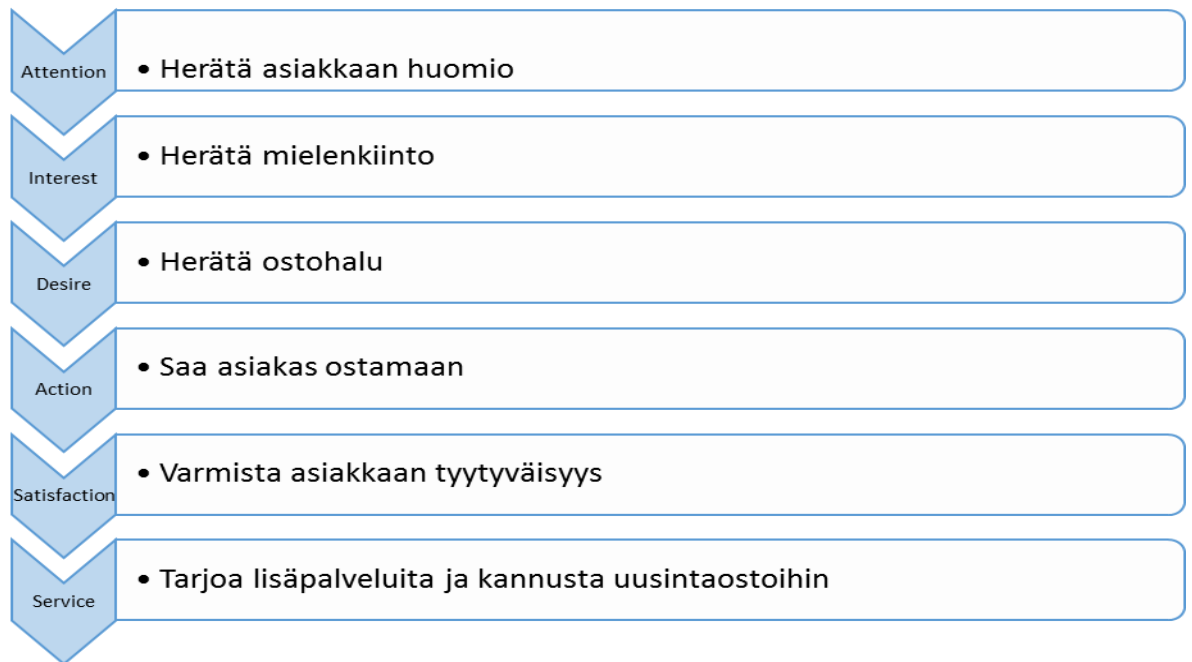 Attention
• Herätä asiakkaan huomio
Interest
• Herätä mielenkiinto
Desire
• Herätä ostohalu
Action
• Saa asiakas ostamaan
Satisfaction
• Varmista asiakkaan tyytyväisyys
Service
• Tarjoa lisäpalveluita ja kannusta uusintaostoihin